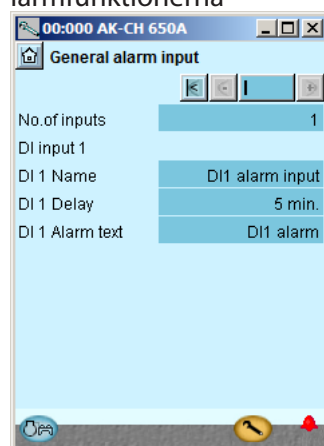 larmfunktionerna
00:000 AK-CH 650A
General alarm input
No.of inputs 1
DI input 1
DI 1 Name DI1 alarm input
DI 1 Delay 5 min.
DI 1 Alarm text DI1 alarm